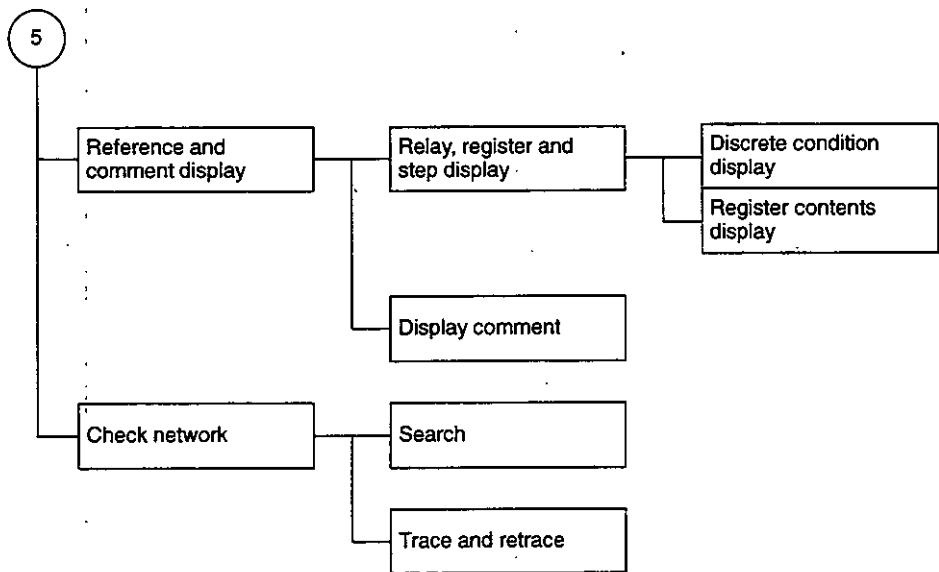 5
Reference and
comment display
Relay, register and
step display
Discrete condition
display
Register contents
display
Display comment
Check network
Search
Trace and retrace